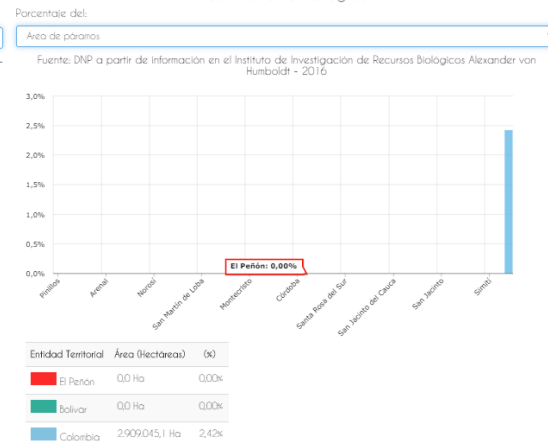 Porcentaje del:
Area de páramos
Fuente: DNP a partir de información en el Instituto de Investigación de Recursos Biológicos Alexander von
Humboldt - 2016
3,0%
2,5%
2,0%
1,5%
1,0%
0,5%
0,0%
El Peñón: 0,00%
Pinillos
Arenal
Norosí
San Martín de Loba
Montecristo
Córdoba
Santa Rosa del Sur
San Jacinto del Cauca
San Jacinto
Simití
Entidad Territorial Área (Hectáreas) (%)
El Peñón 0,0 Ha 0,00%
Bolívar 0,0 Ha 0,00%
Colombia 2.909.045,1 Ha 2,42%